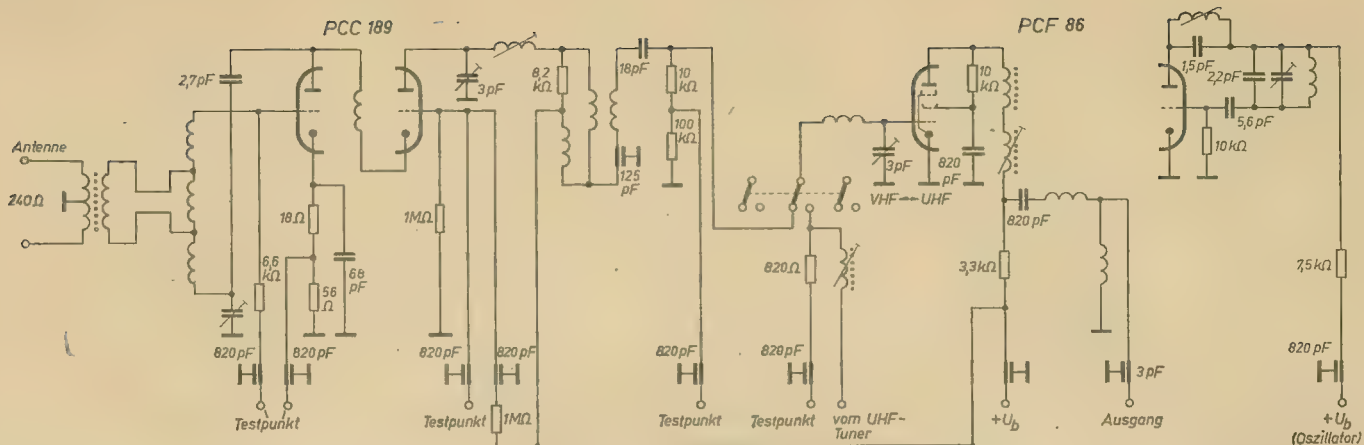 PCC 189
PCF 86
2,7pF
3pF
8,2
kΩ
18pF
10
kΩ
10
kΩ
1,5pF
2,2pF
5,6pF
Antenne
240Ω
100
kΩ
125
pF
3pF
820
pF
10kΩ
VHF UHF
18Ω
1MΩ
820 pF
6,6
kΩ
56
Ω
68
pF
820Ω
3,3kΩ
7,5kΩ
820pF
820pF
820pF
820pF
820pF
820pF
3pF
820 pF
Testpunkt
Testpunkt
1MΩ
Testpunkt
Testpunkt
vom UHF-
Tuner
+Ub
Ausgang
+Ub
(Oszillator)